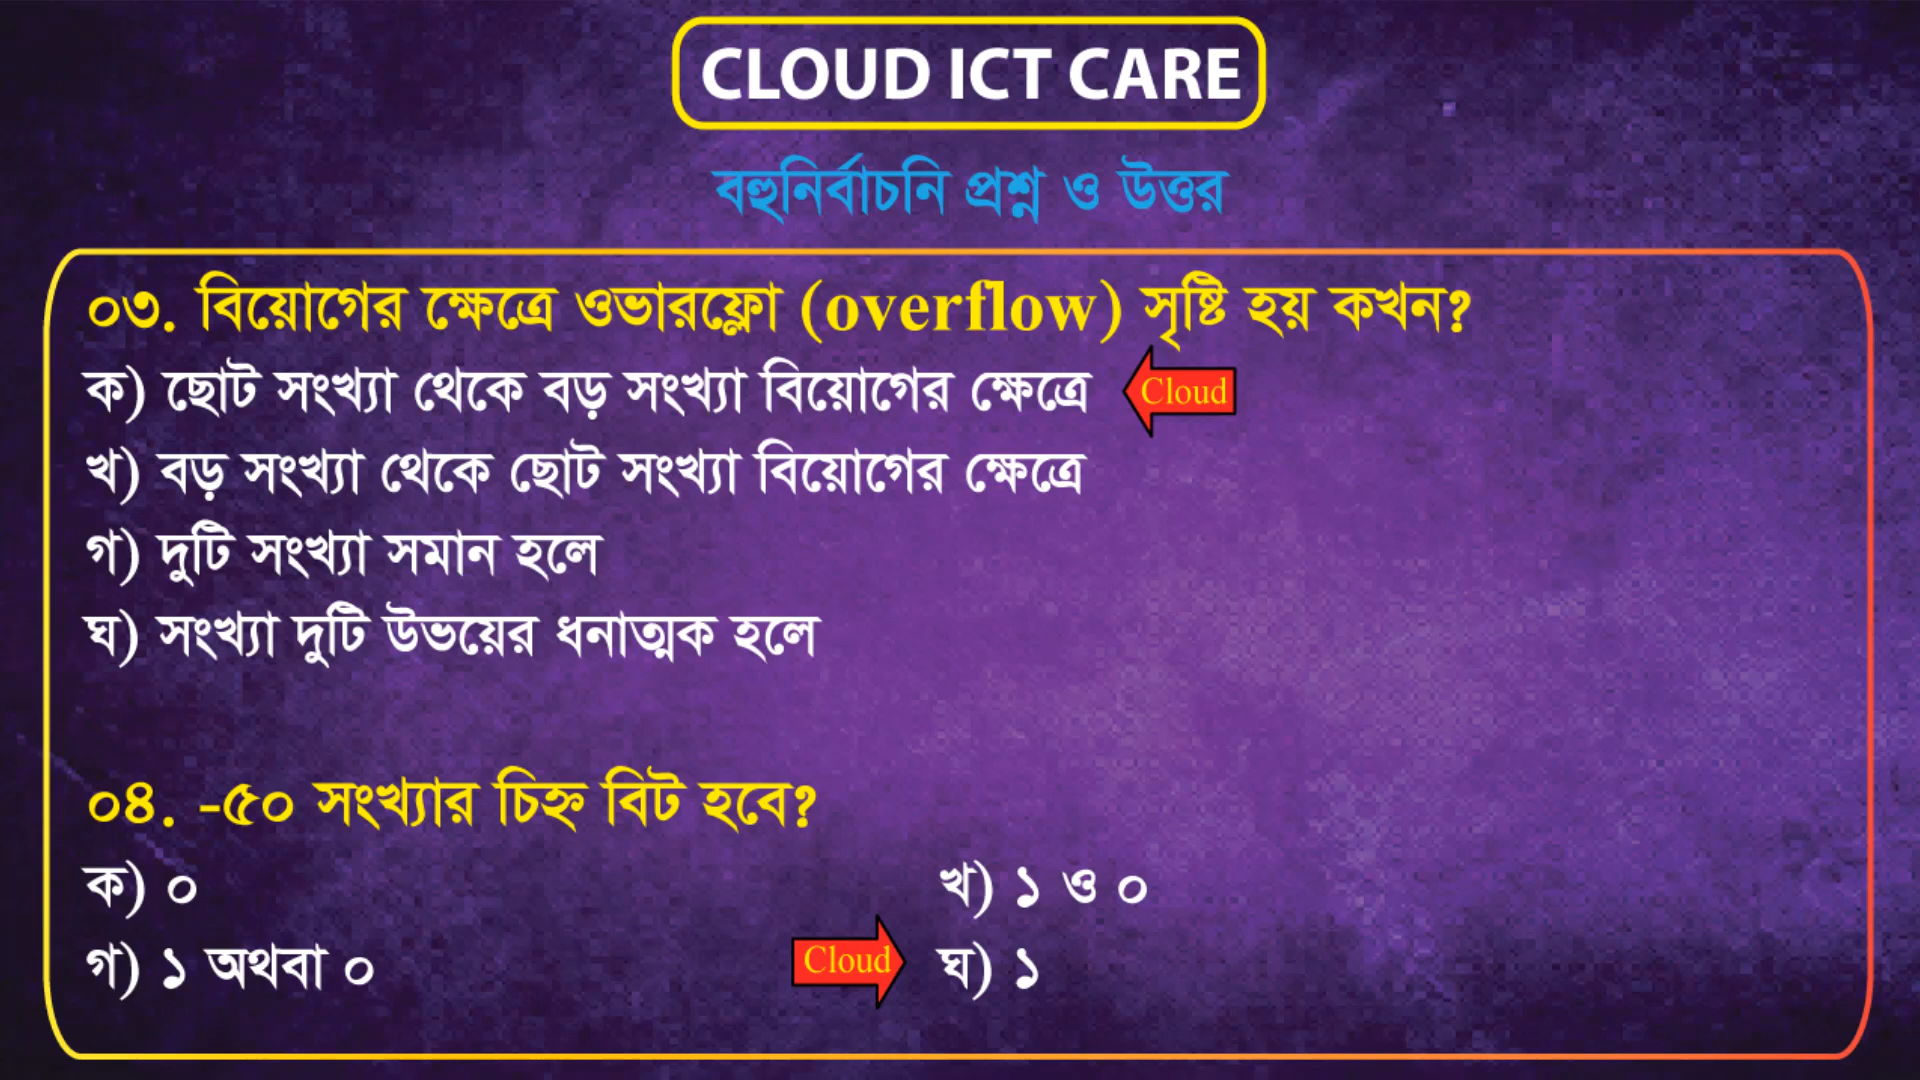 CLOUD ICT CARE
বহুনির্বাচনি প্রশ্ন ও উত্তর
০৩. বিয়োগের ক্ষেত্রে ওভারফ্লো (overflow) সৃষ্টি হয় কখন?
ক) ছোট সংখ্যা থেকে বড় সংখ্যা বিয়োগের ক্ষেত্রে Cloud
খ) বড় সংখ্যা থেকে ছোট সংখ্যা বিয়োগের ক্ষেত্রে
গ) দুটি সংখ্যা সমান হলে
ঘ) সংখ্যা দুটি উভয়ের ধনাত্মক হলে
০৪. -৫০ সংখ্যার চিহ্ন বিট হবে?
ক) ০ খ) ১ ও ০
গ) ১ অথবা ০ Cloud ঘ) ১